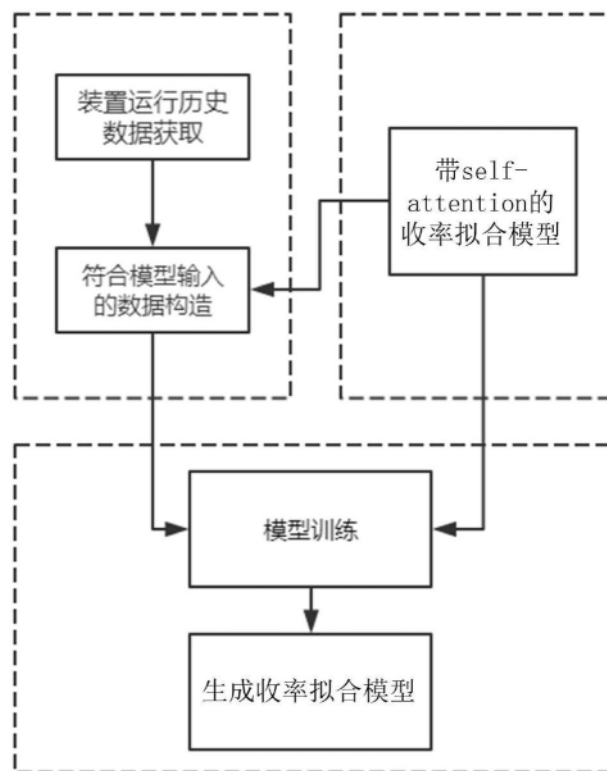 装置运行历史
数据获取
带self-
attention的
收率拟合模型
符合模型输入
的数据构造
模型训练
生成收率拟合模型